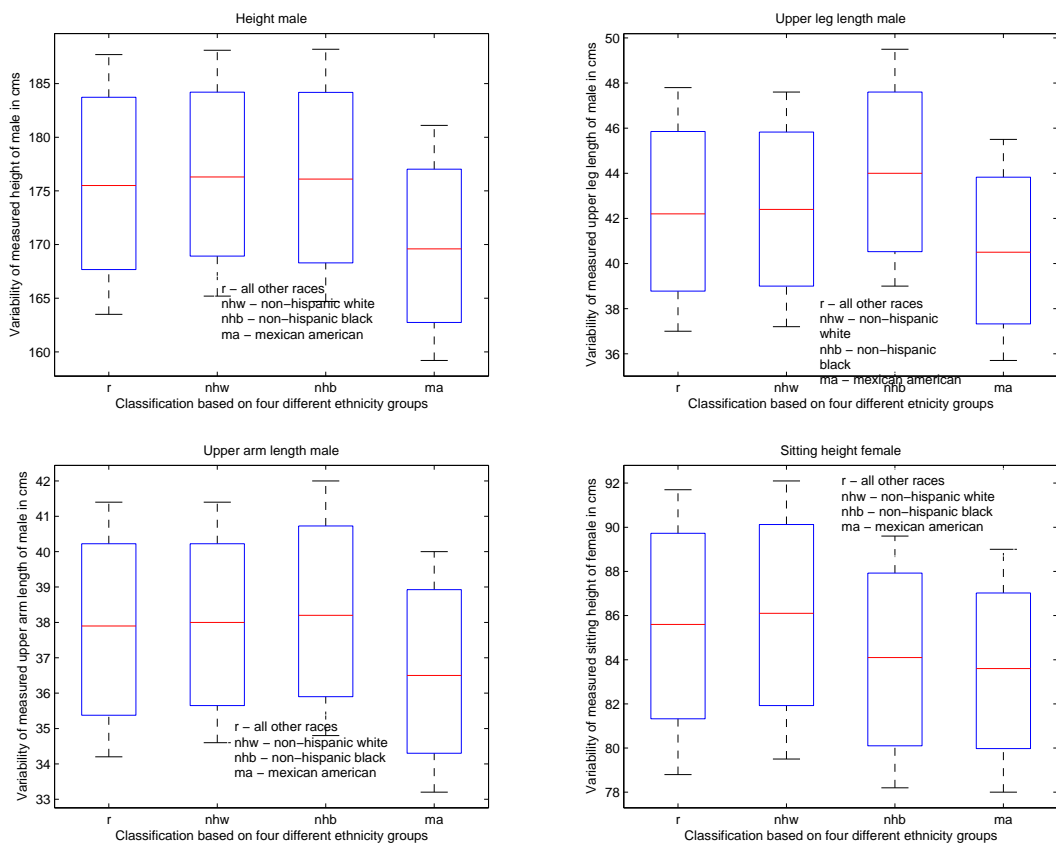 Height male
Variability of measured height of male in cms
185
180
175
170
165
160
r − all other races
nhw − non−hispanic white
nhb − non−hispanic black
ma − mexican american
r nhw nhb ma
Classification based on four different ethnicity groups
Upper leg length male
Variability of measured upper leg length of male in cms
50
48
46
44
42
40
38
36
r − all other races
nhw − non−hispanic
white
nhb − non−hispanic
black
ma − mexican american
r nhw nhb ma
Classification based on four different etnicity groups
Upper arm length male
Variability of measured upper arm length of male in cms
42
41
40
39
38
37
36
35
34
33
r − all other races
nhw − non−hispanic white
nhb − non−hispanic black
ma − mexican american
r nhw nhb ma
Classification based on four different ethnicity groups
Sitting height female
Variability of measured sitting height of female in cms
92
90
88
86
84
82
80
78
r − all other races
nhw − non−hispanic white
nhb − non−hispanic black
ma − mexican american
r nhw nhb ma
Classification based on four different ethnicity groups